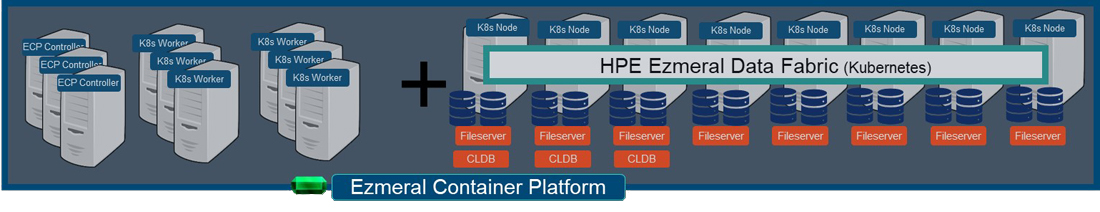 ECP Controller
ECP Controller
ECP Controller
K8s Worker
K8s Worker
K8s Worker
K8s Worker
K8s Worker
K8s Worker
K8s Node K8s Node K8s Node K8s Node K8s Node K8s Node K8s Node K8s Node
HPE Ezmeral Data Fabric (Kubernetes)
Fileserver Fileserver Fileserver Fileserver Fileserver Fileserver Fileserver Fileserver
CLDB CLDB CLDB
Ezmeral Container Platform